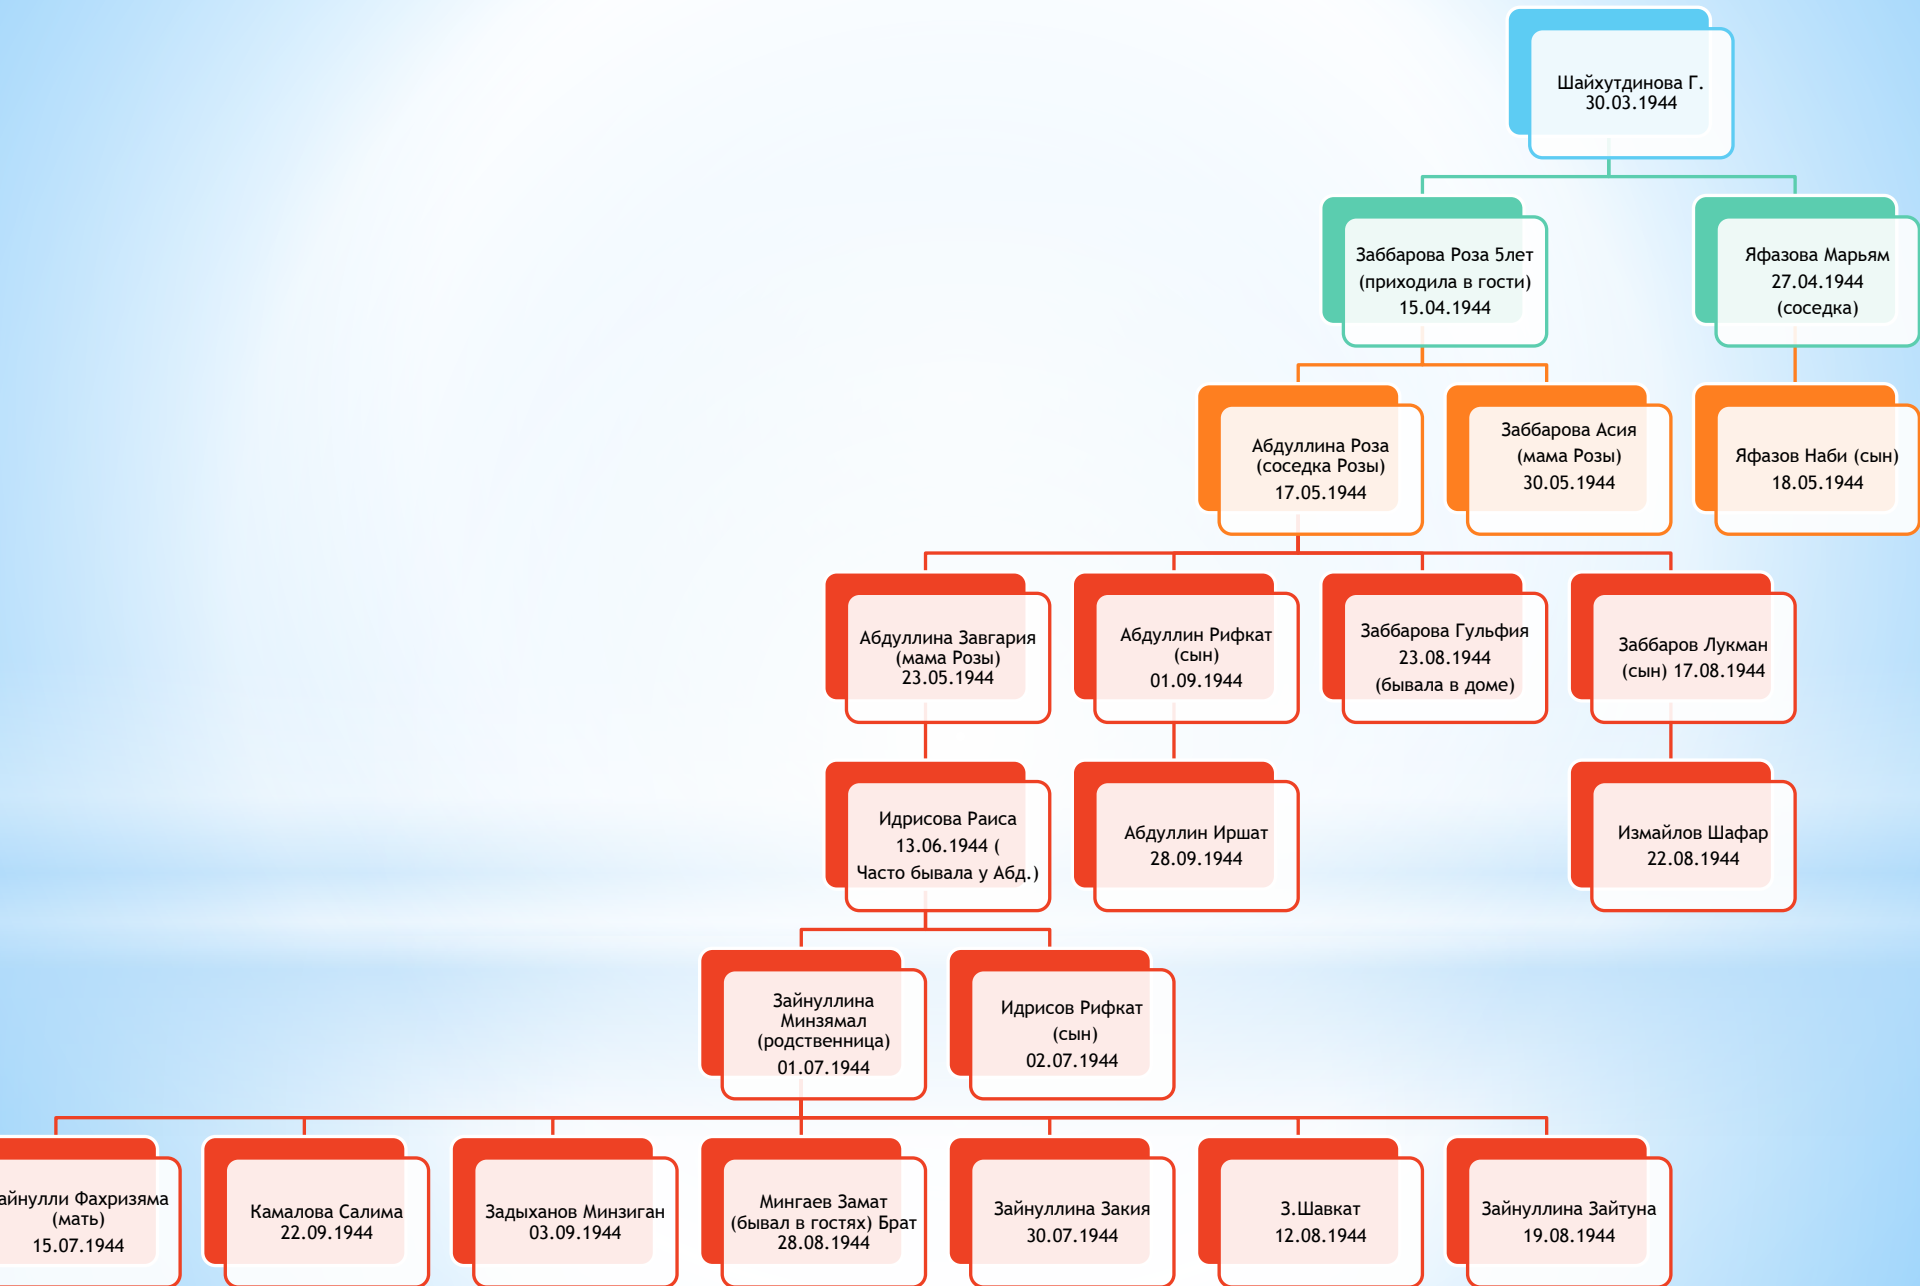 Шайхутдинова Г.
30.03.1944
Заббарова Роза 5лет
(приходила в гости)
15.04.1944
Яфазова Марьям
27.04.1944
(соседка)
Абдуллина Роза
(соседка Розы)
17.05.1944
Заббарова Асия
(мама Розы)
30.05.1944
Яфазов Наби (сын)
18.05.1944
Абдуллина Завгария
(мама Розы)
23.05.1944
Абдуллин Рифкат
(сын)
01.09.1944
Заббарова Гульфия
23.08.1944
(бывала в доме)
Заббаров Лукман
(сын) 17.08.1944
Идрисова Раиса
13.06.1944 (
Часто бывала у Абд.)
Абдуллин Иршат
28.09.1944
Измайлов Шафар
22.08.1944
Зайнуллина
Минзямал
(родственница)
01.07.1944
Идрисов Рифкат
(сын)
02.07.1944
айнулли Фахризяма
(мать)
15.07.1944
Камалова Салима
22.09.1944
Задыханов Минзиган
03.09.1944
Мингаев Замат
(бывал в гостях) Брат
28.08.1944
Зайнуллина Закия
30.07.1944
З.Шавкат
12.08.1944
Зайнуллина Зайтуна
19.08.1944